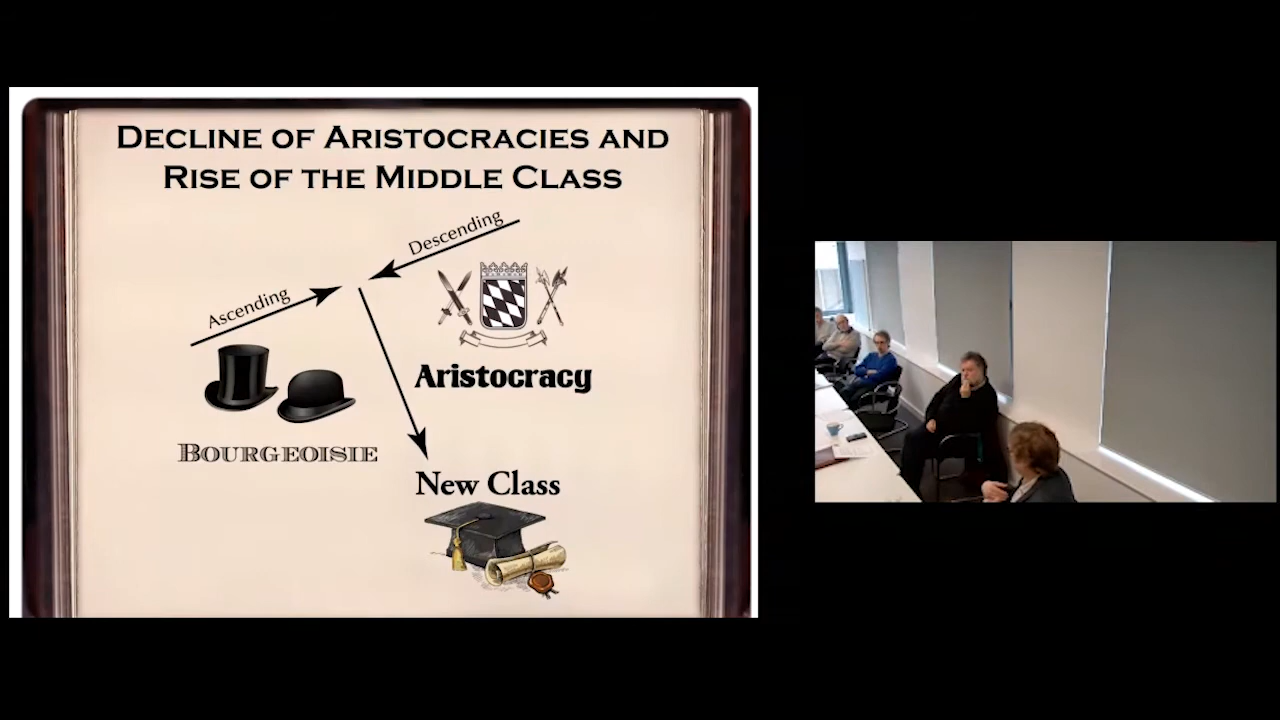 Decline of Aristocracies and
Rise of the Middle Class
Descending
Ascending
Aristocracy
Bourgeoisie
New Class